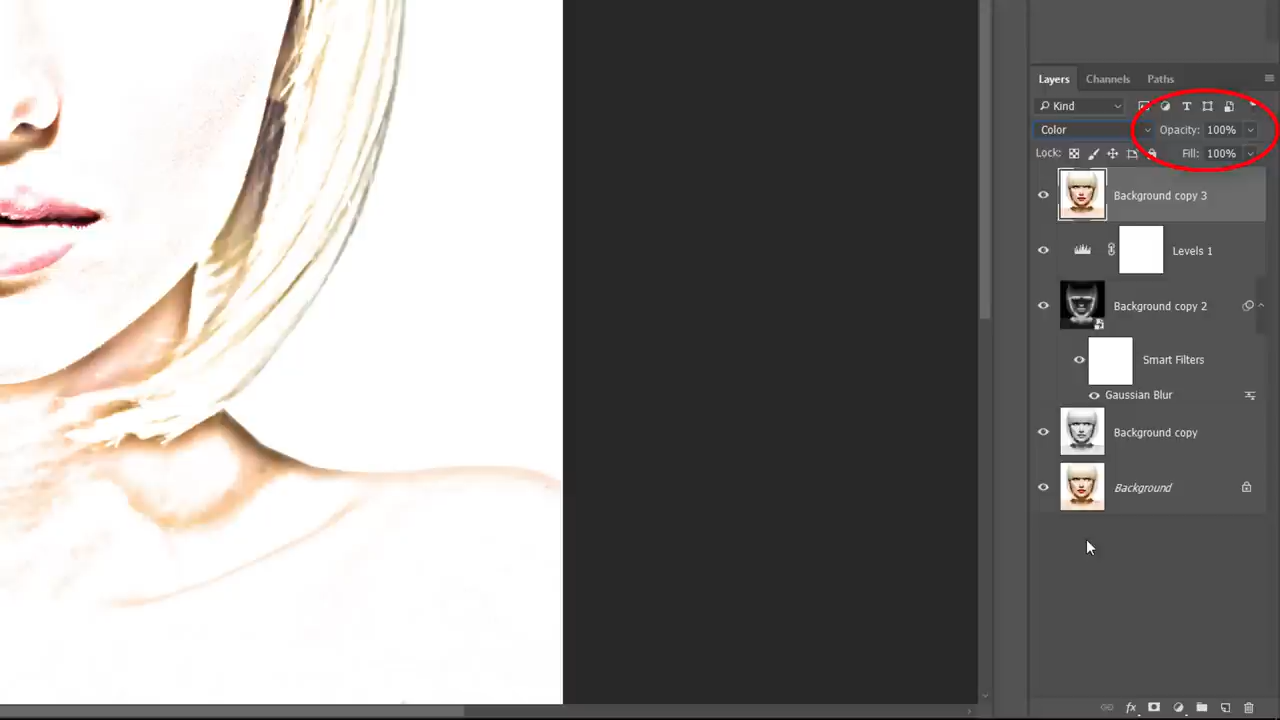 Layers Channels Paths
Kind
Color Opacity: 100%
Lock: Fill: 100%
Background copy 3
Levels 1
Background copy 2
Smart Filters
Gaussian Blur
Background copy
Background